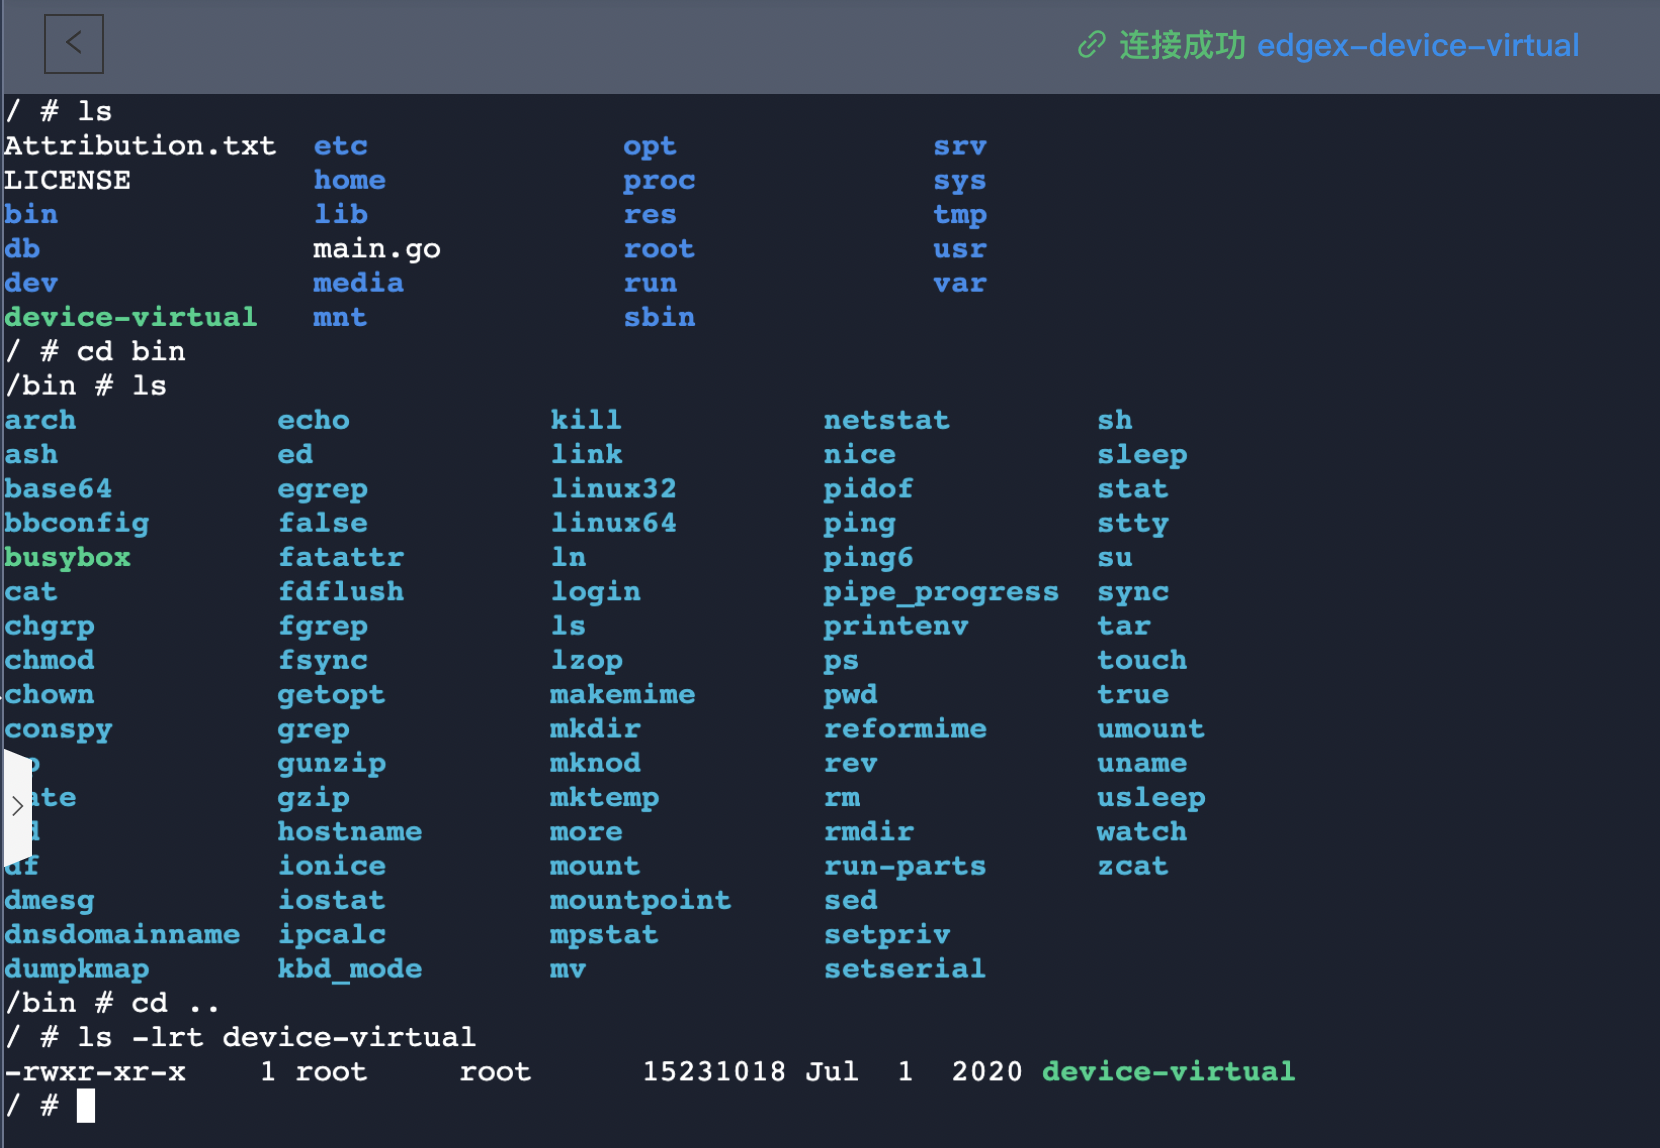 连接成功 edgex-device-virtual
/ # ls
Attribution.txt etc opt srv
LICENSE home proc sys
bin lib res tmp
db main.go root usr
dev media run var
device-virtual mnt sbin
/ # cd bin
/bin # ls
arch echo kill netstat sh
ash ed link nice sleep
base64 egrep linux32 pidof stat
bbconfig false linux64 ping stty
busybox fatattr ln ping6 su
cat fdflush login pipe_progress sync
chgrp fgrep ls printenv tar
chmod fsync lzop ps touch
chown getopt makemime pwd true
conspy grep mkdir reformime umount
gunzip mknod rev uname
gzip mktemp rm usleep
hostname more rmdir watch
df ionice mount run-parts zcat
dmesg iostat mountpoint sed
dnsdomainname ipcalc mpstat setpriv
dumpkmap kbd_mode mv setserial
/bin # cd ..
/ # ls -lrt device-virtual
-rwxr-xr-x 1 root root 15231018 Jul 1 2020 device-virtual
/ #